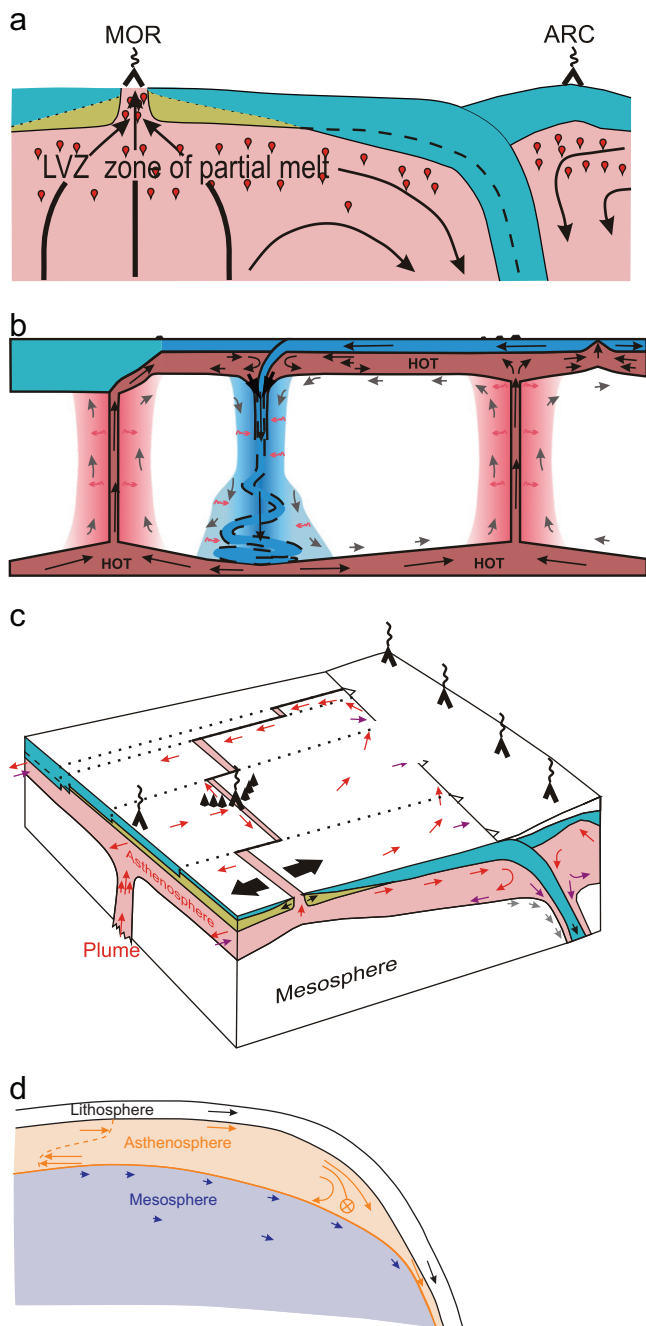 a
MOR
ARC
LVZ zone of partial melt
b
HOT
HOT
HOT
c
Asthenosphere
Plume
Mesosphere
d
Lithosphere
Asthenosphere
Mesosphere